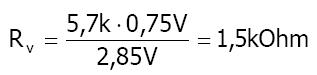 R_v = (5,7k · 0,75V) / 2,85V = 1,5kOhm